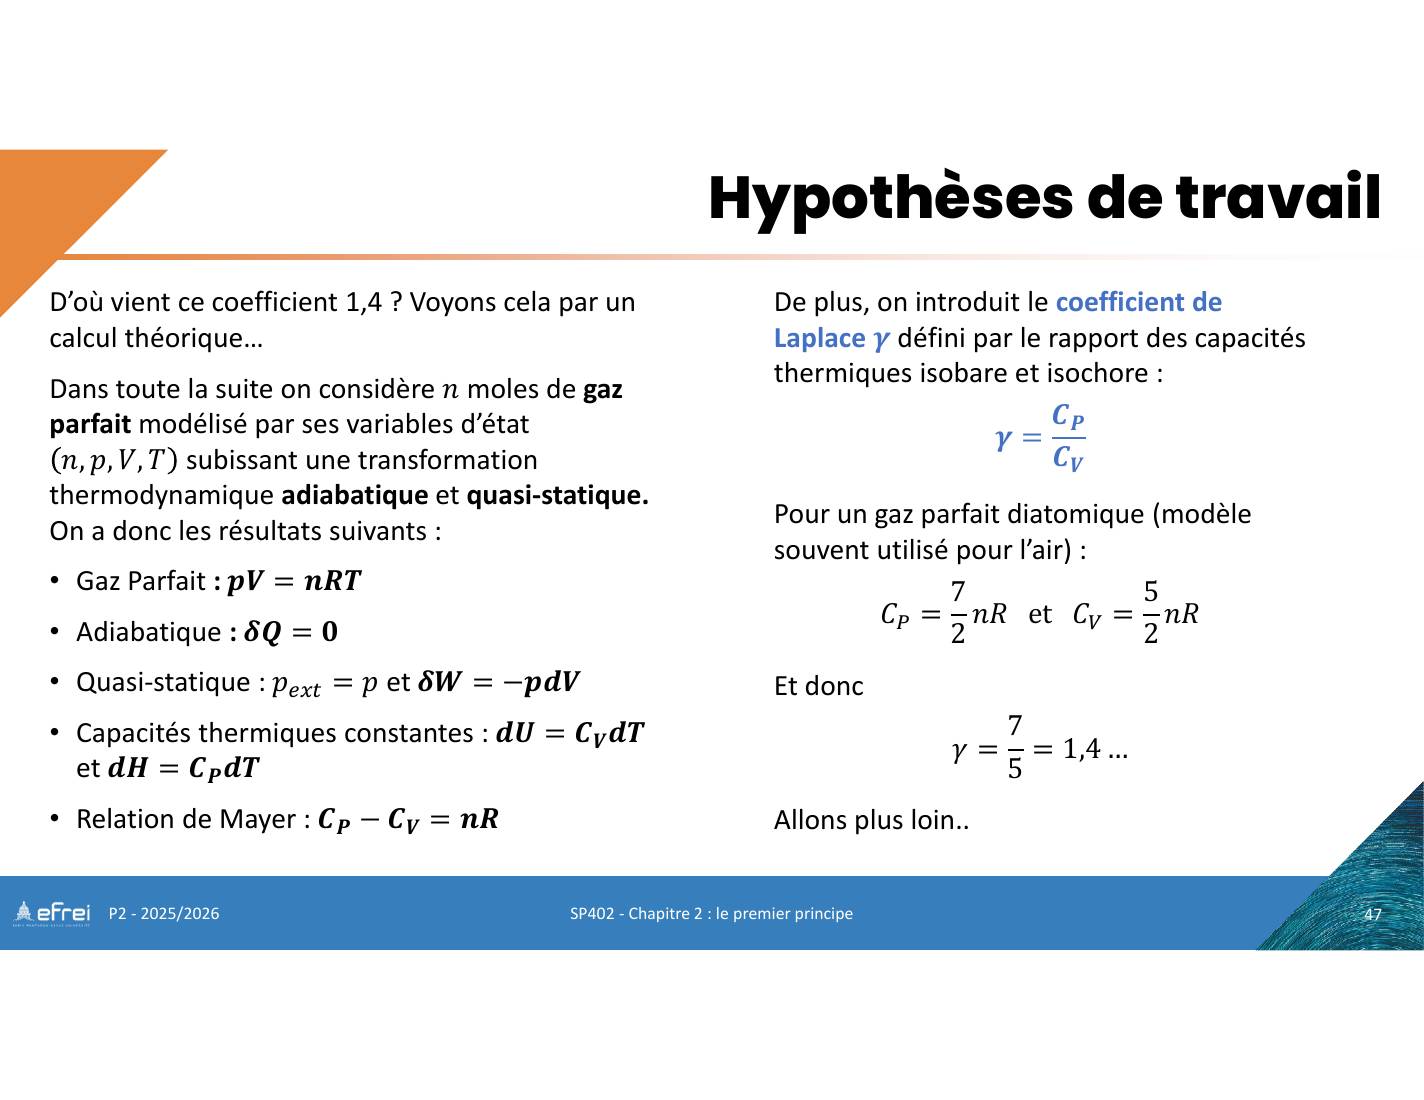 Hypothèses de travail
D’où vient ce coefficient 1,4 ? Voyons cela par un
calcul théorique…
Dans toute la suite on considère 𝑛 moles de gaz
parfait modélisé par ses variables d’état
(𝑛, 𝑝, 𝑉, 𝑇) subissant une transformation
thermodynamique adiabatique et quasi-statique.
On a donc les résultats suivants :
• Gaz Parfait : 𝒑𝑽 = 𝒏𝑹𝑻
• Adiabatique : 𝜹𝑸 = 𝟎
• Quasi-statique : 𝑝ₑₓₜ = 𝑝 et 𝜹𝑾 = −𝒑𝒅𝑽
• Capacités thermiques constantes : 𝒅𝑼 = 𝑪_𝑽𝒅𝑻
et 𝒅𝑯 = 𝑪_𝑷𝒅𝑻
• Relation de Mayer : 𝑪_𝑷 − 𝑪_𝑽 = 𝒏𝑹
De plus, on introduit le coefficient de
Laplace 𝜸 défini par le rapport des capacités
thermiques isobare et isochore :
𝜸 = 𝑪_𝑷/𝑪_𝑽
Pour un gaz parfait diatomique (modèle
souvent utilisé pour l’air) :
𝐶_𝑃 = 7/2 𝑛𝑅 et 𝐶_𝑉 = 5/2 𝑛𝑅
Et donc
𝛾 = 7/5 = 1,4 …
Allons plus loin..
efrei
P2 - 2025/2026
SP402 - Chapitre 2 : le premier principe
47